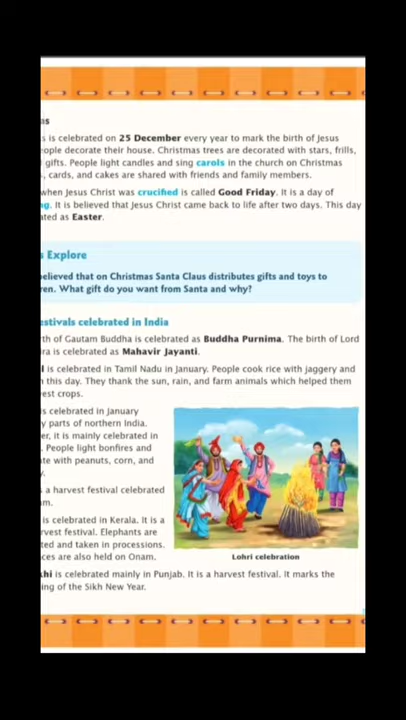 as
s is celebrated on 25 December every year to mark the birth of Jesus
ople decorate their house. Christmas trees are decorated with stars, frills,
gifts. People light candles and sing carols in the church on Christmas
, cards, and cakes are shared with friends and family members.
when Jesus Christ was crucified is called Good Friday. It is a day of
g. It is believed that Jesus Christ came back to life after two days. This day
ated as Easter.
s Explore
believed that on Christmas Santa Claus distributes gifts and toys to
ren. What gift do you want from Santa and why?
estivals celebrated in India
rth of Gautam Buddha is celebrated as Buddha Purnima. The birth of Lord
ira is celebrated as Mahavir Jayanti.
l is celebrated in Tamil Nadu in January. People cook rice with jaggery and
n this day. They thank the sun, rain, and farm animals which helped them
est crops.
is celebrated in January
y parts of northern India.
er, it is mainly celebrated in
. People light bonfires and
te with peanuts, corn, and
y.
s a harvest festival celebrated
m.
is celebrated in Kerala. It is a
rvest festival. Elephants are
ted and taken in processions.
ces are also held on Onam.
Lohri celebration
khi is celebrated mainly in Punjab. It is a harvest festival. It marks the
ing of the Sikh New Year.